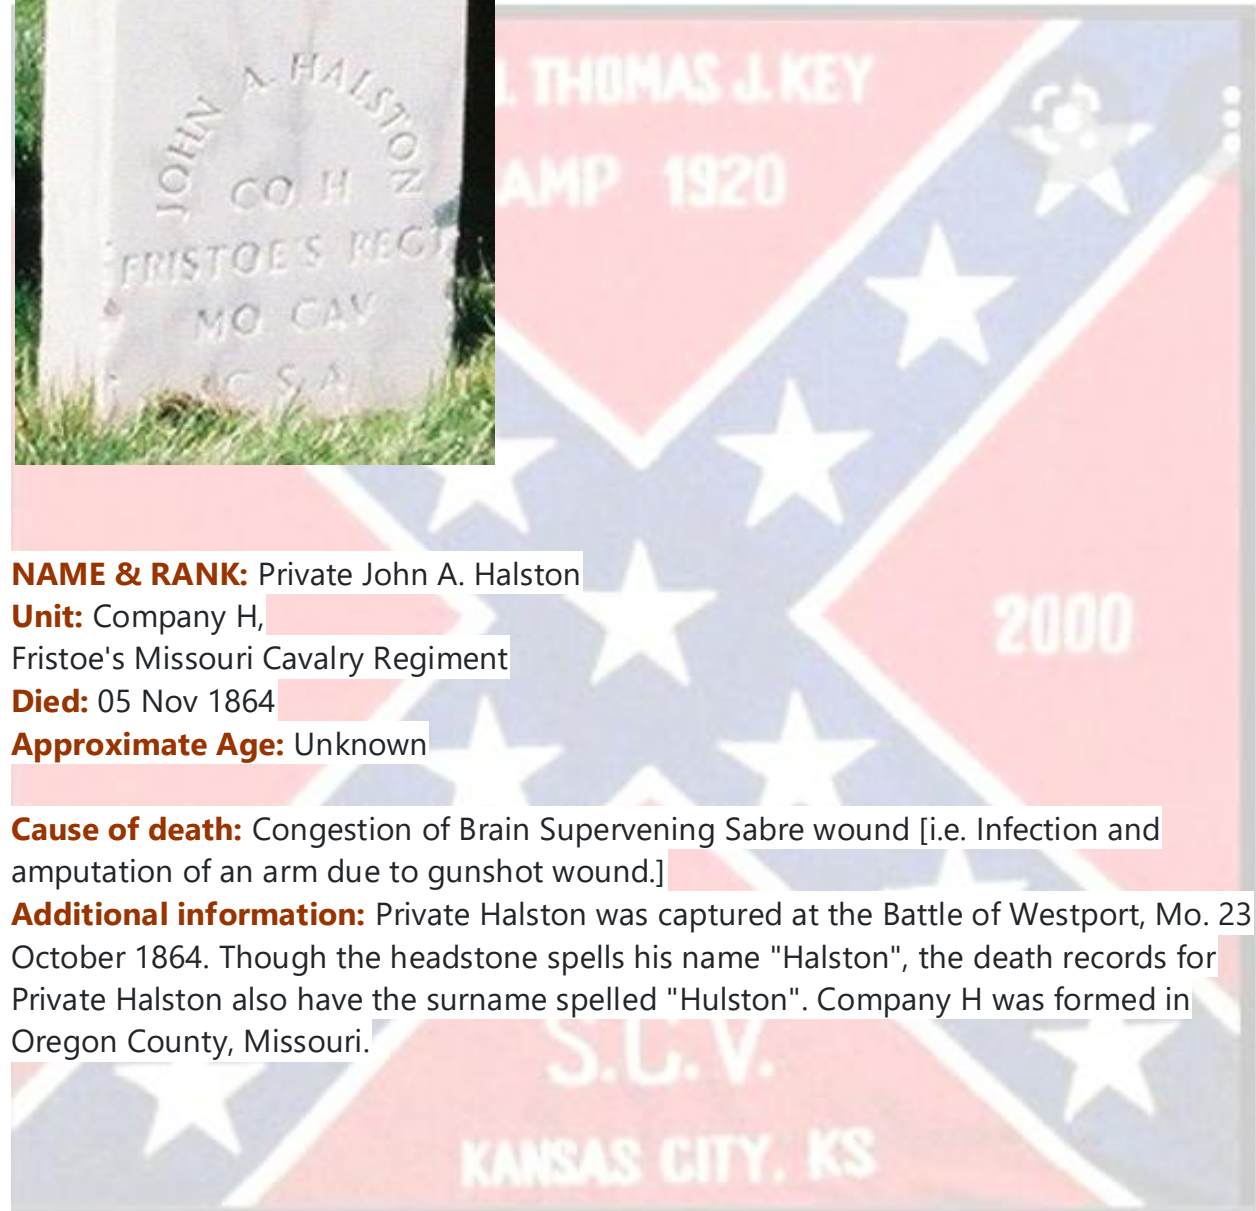 JOHN A. HALSTON
CO. H
FRISTOE'S REGT
MO CAV
C S A
. THOMAS J. KEY
AMP 1920
2000
NAME & RANK: Private John A. Halston
Unit: Company H,
Fristoe's Missouri Cavalry Regiment
Died: 05 Nov 1864
Approximate Age: Unknown
Cause of death: Congestion of Brain Supervening Sabre wound [i.e. Infection and
amputation of an arm due to gunshot wound.]
Additional information: Private Halston was captured at the Battle of Westport, Mo. 23
October 1864. Though the headstone spells his name "Halston", the death records for
Private Halston also have the surname spelled "Hulston". Company H was formed in
Oregon County, Missouri.
S.C.V.
KANSAS CITY, KS